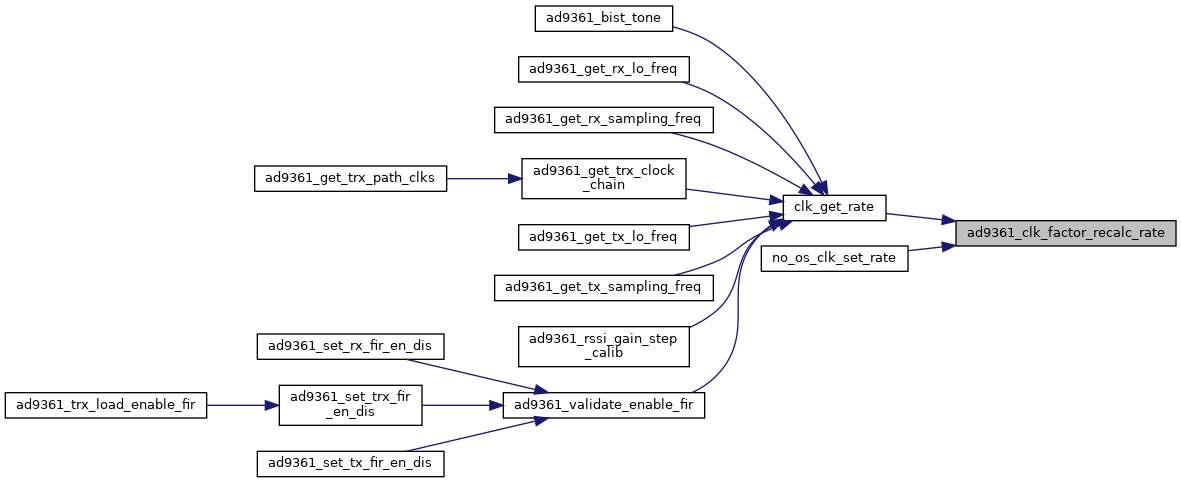 ad9361_bist_tone
ad9361_get_rx_lo_freq
ad9361_get_rx_sampling_freq
ad9361_get_trx_clock
_chain
ad9361_get_trx_path_clks
clk_get_rate
ad9361_clk_factor_recalc_rate
ad9361_get_tx_lo_freq
no_os_clk_set_rate
ad9361_get_tx_sampling_freq
ad9361_rssi_gain_step
_calib
ad9361_set_rx_fir_en_dis
ad9361_trx_load_enable_fir
ad9361_set_trx_fir
_en_dis
ad9361_validate_enable_fir
ad9361_set_tx_fir_en_dis